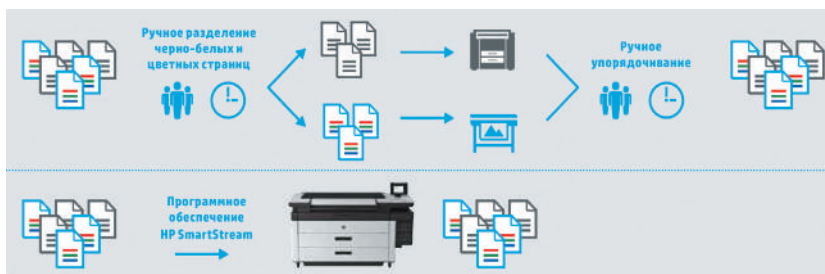 Ручное разделение
черно-белых и
цветных страниц
Ручное
упорядочивание
Программное
обеспечение
HP SmartStream